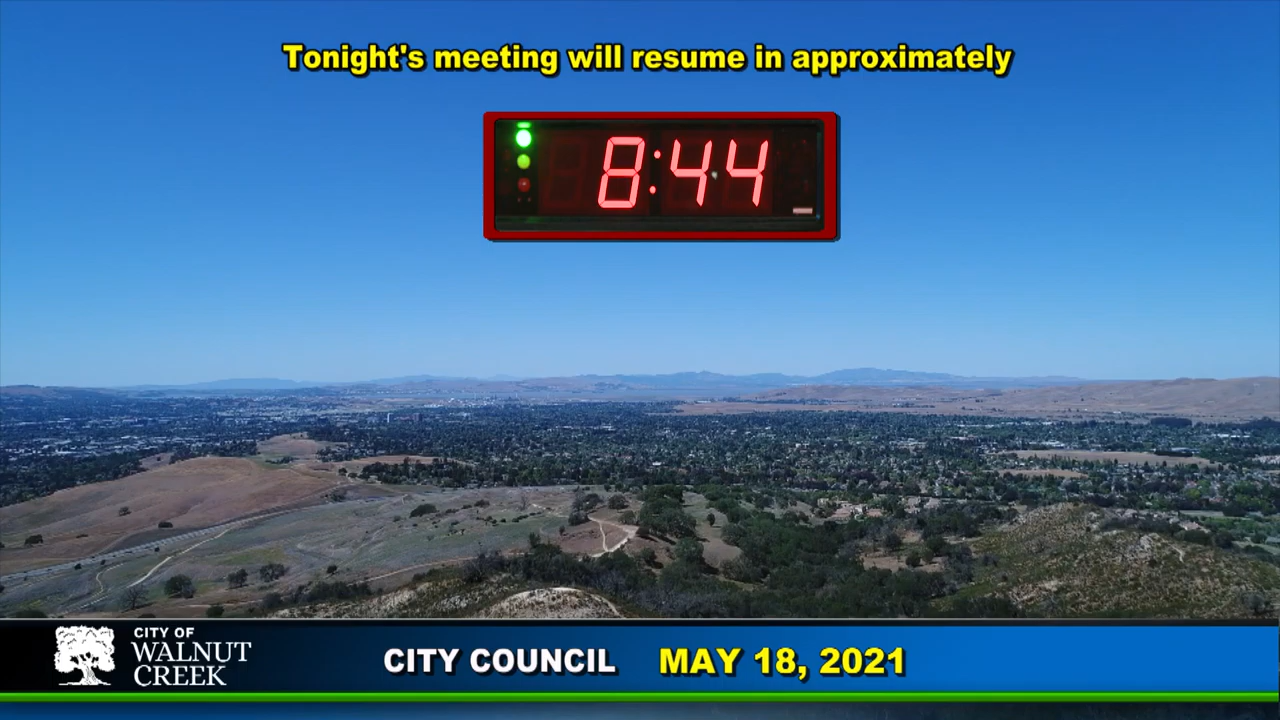 Tonight's meeting will resume in approximately
8:44
CITY OF
WALNUT
CREEK
CITY COUNCIL MAY 18, 2021